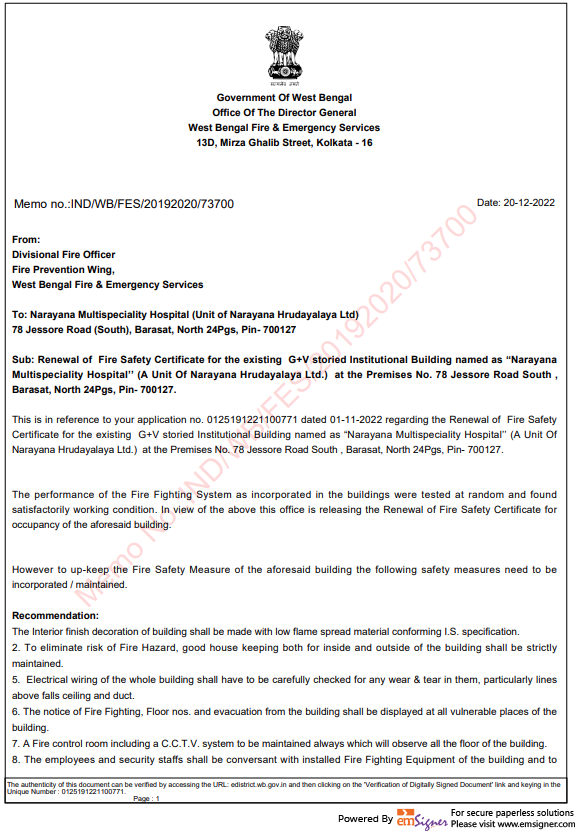 सत्यमेव जयते
Government Of West Bengal
Office Of The Director General
West Bengal Fire & Emergency Services
13D, Mirza Ghalib Street, Kolkata - 16
Memo no.:IND/WB/FES/20192020/73700
Date: 20-12-2022
From:
Divisional Fire Officer
Fire Prevention Wing,
West Bengal Fire & Emergency Services
To: Narayana Multispeciality Hospital (Unit of Narayana Hrudayalaya Ltd)
78 Jessore Road (South), Barasat, North 24Pgs, Pin- 700127
Sub: Renewal of Fire Safety Certificate for the existing G+V storied Institutional Building named as “Narayana
Multispeciality Hospital’’ (A Unit Of Narayana Hrudayalaya Ltd.) at the Premises No. 78 Jessore Road South ,
Barasat, North 24Pgs, Pin- 700127.
This is in reference to your application no. 0125191221100771 dated 01-11-2022 regarding the Renewal of Fire Safety
Certificate for the existing G+V storied Institutional Building named as “Narayana Multispeciality Hospital’’ (A Unit Of
Narayana Hrudayalaya Ltd.) at the Premises No. 78 Jessore Road South , Barasat, North 24Pgs, Pin- 700127.
The performance of the Fire Fighting System as incorporated in the buildings were tested at random and found
satisfactorily working condition. In view of the above this office is releasing the Renewal of Fire Safety Certificate for
occupancy of the aforesaid building.
However to up-keep the Fire Safety Measure of the aforesaid building the following safety measures need to be
incorporated / maintained.
Recommendation:
The Interior finish decoration of building shall be made with low flame spread material conforming I.S. specification.
2. To eliminate risk of Fire Hazard, good house keeping both for inside and outside of the building shall be strictly
maintained.
5. Electrical wiring of the whole building shall have to be carefully checked for any wear & tear in them, particularly lines
above falls ceiling and duct.
6. The notice of Fire Fighting, Floor nos. and evacuation from the building shall be displayed at all vulnerable places of the
building.
7. A Fire control room including a C.C.T.V. system to be maintained always which will observe all the floor of the building.
8. The employees and security staffs shall be conversant with installed Fire Fighting Equipment of the building and to
Memo No. IND/WB/FES/20192020/73700
The authenticity of this document can be verified by accessing the URL: edistrict.wb.gov.in and then clicking on the 'Verification of Digitally Signed Document' link and keying in the
Unique Number : 0125191221100771.
Page : 1
Powered By emSigner
For secure paperless solutions
Please visit www.emsigner.com